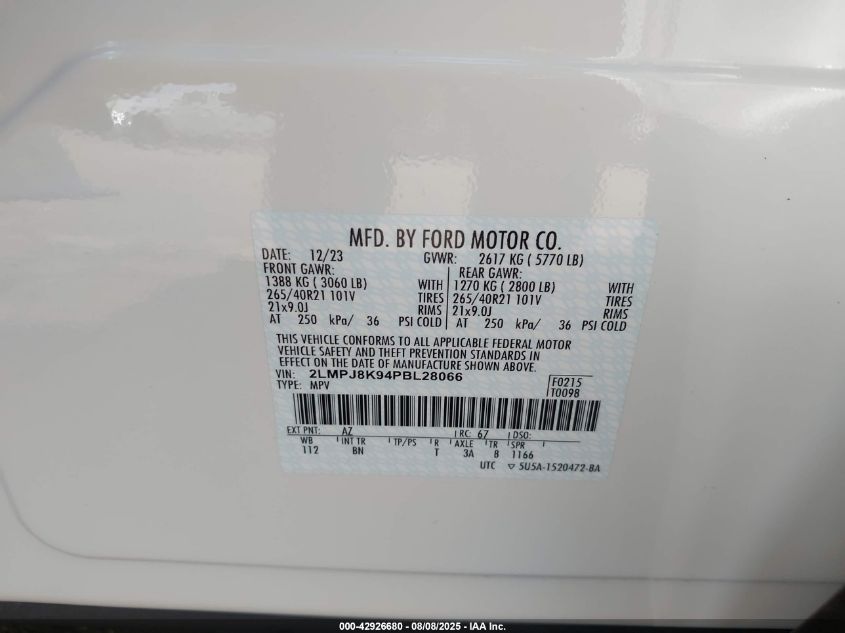 MFD. BY FORD MOTOR CO.
DATE: 12/23 GVWR: 2617 KG ( 5770 LB)
FRONT GAWR: REAR GAWR:
1388 KG ( 3060 LB) WITH 1270 KG ( 2800 LB) WITH
265/40R21 101V TIRES 265/40R21 101V TIRES
21x9.0J RIMS 21x9.0J RIMS
AT 250 kPa/ 36 PSI COLD AT 250 kPa/ 36 PSI COLD
THIS VEHICLE CONFORMS TO ALL APPLICABLE FEDERAL MOTOR
VEHICLE SAFETY AND THEFT PREVENTION STANDARDS IN
EFFECT ON THE DATE OF MANUFACTURE SHOWN ABOVE.
VIN: 2LMPJ8K94PBL28066 F0215
TYPE: MPV T0098
EXT PNT: AZ RC: 67 DSO:
WB INT TR TP/PS R AXLE TR SPR
112 BN T 3A B 1166
UTC ▽ 5U5A-1520472-BA
000-42926680 - 08/08/2025 - IAA Inc.